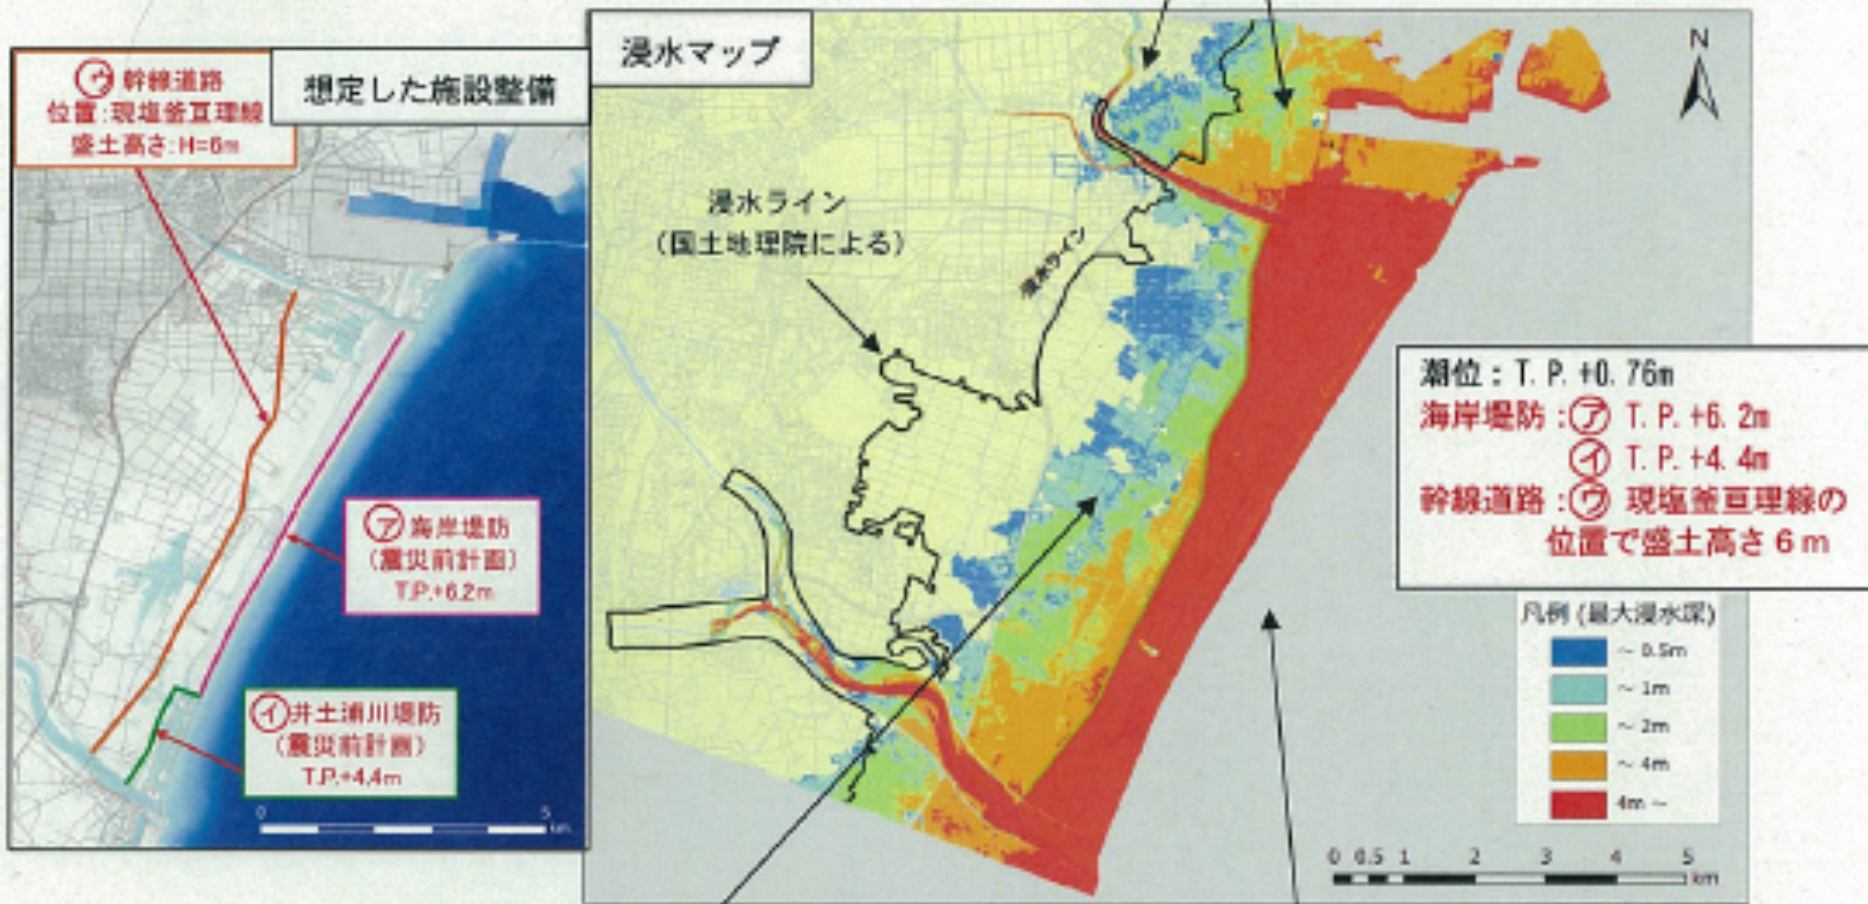 ㋒ 幹線道路
位置:現塩釜亘理線
盛土高さ:H=6m
想定した施設整備
㋐海岸堤防
(震災前計画)
T.P.+6.2m
㋑井土浦川堤防
(震災前計画)
T.P.+4.4m
0 5 km
浸水マップ
N
浸水ライン
(国土地理院による)
浸水ライン
潮位:T.P.+0.76m
海岸堤防:㋐ T.P.+6.2m
㋑ T.P.+4.4m
幹線道路:㋒ 現塩釜亘理線の
位置で盛土高さ6m
凡例(最大浸水深)
~0.5m
~1m
~2m
~4m
4m~
0 0.5 1 2 3 4 5
km